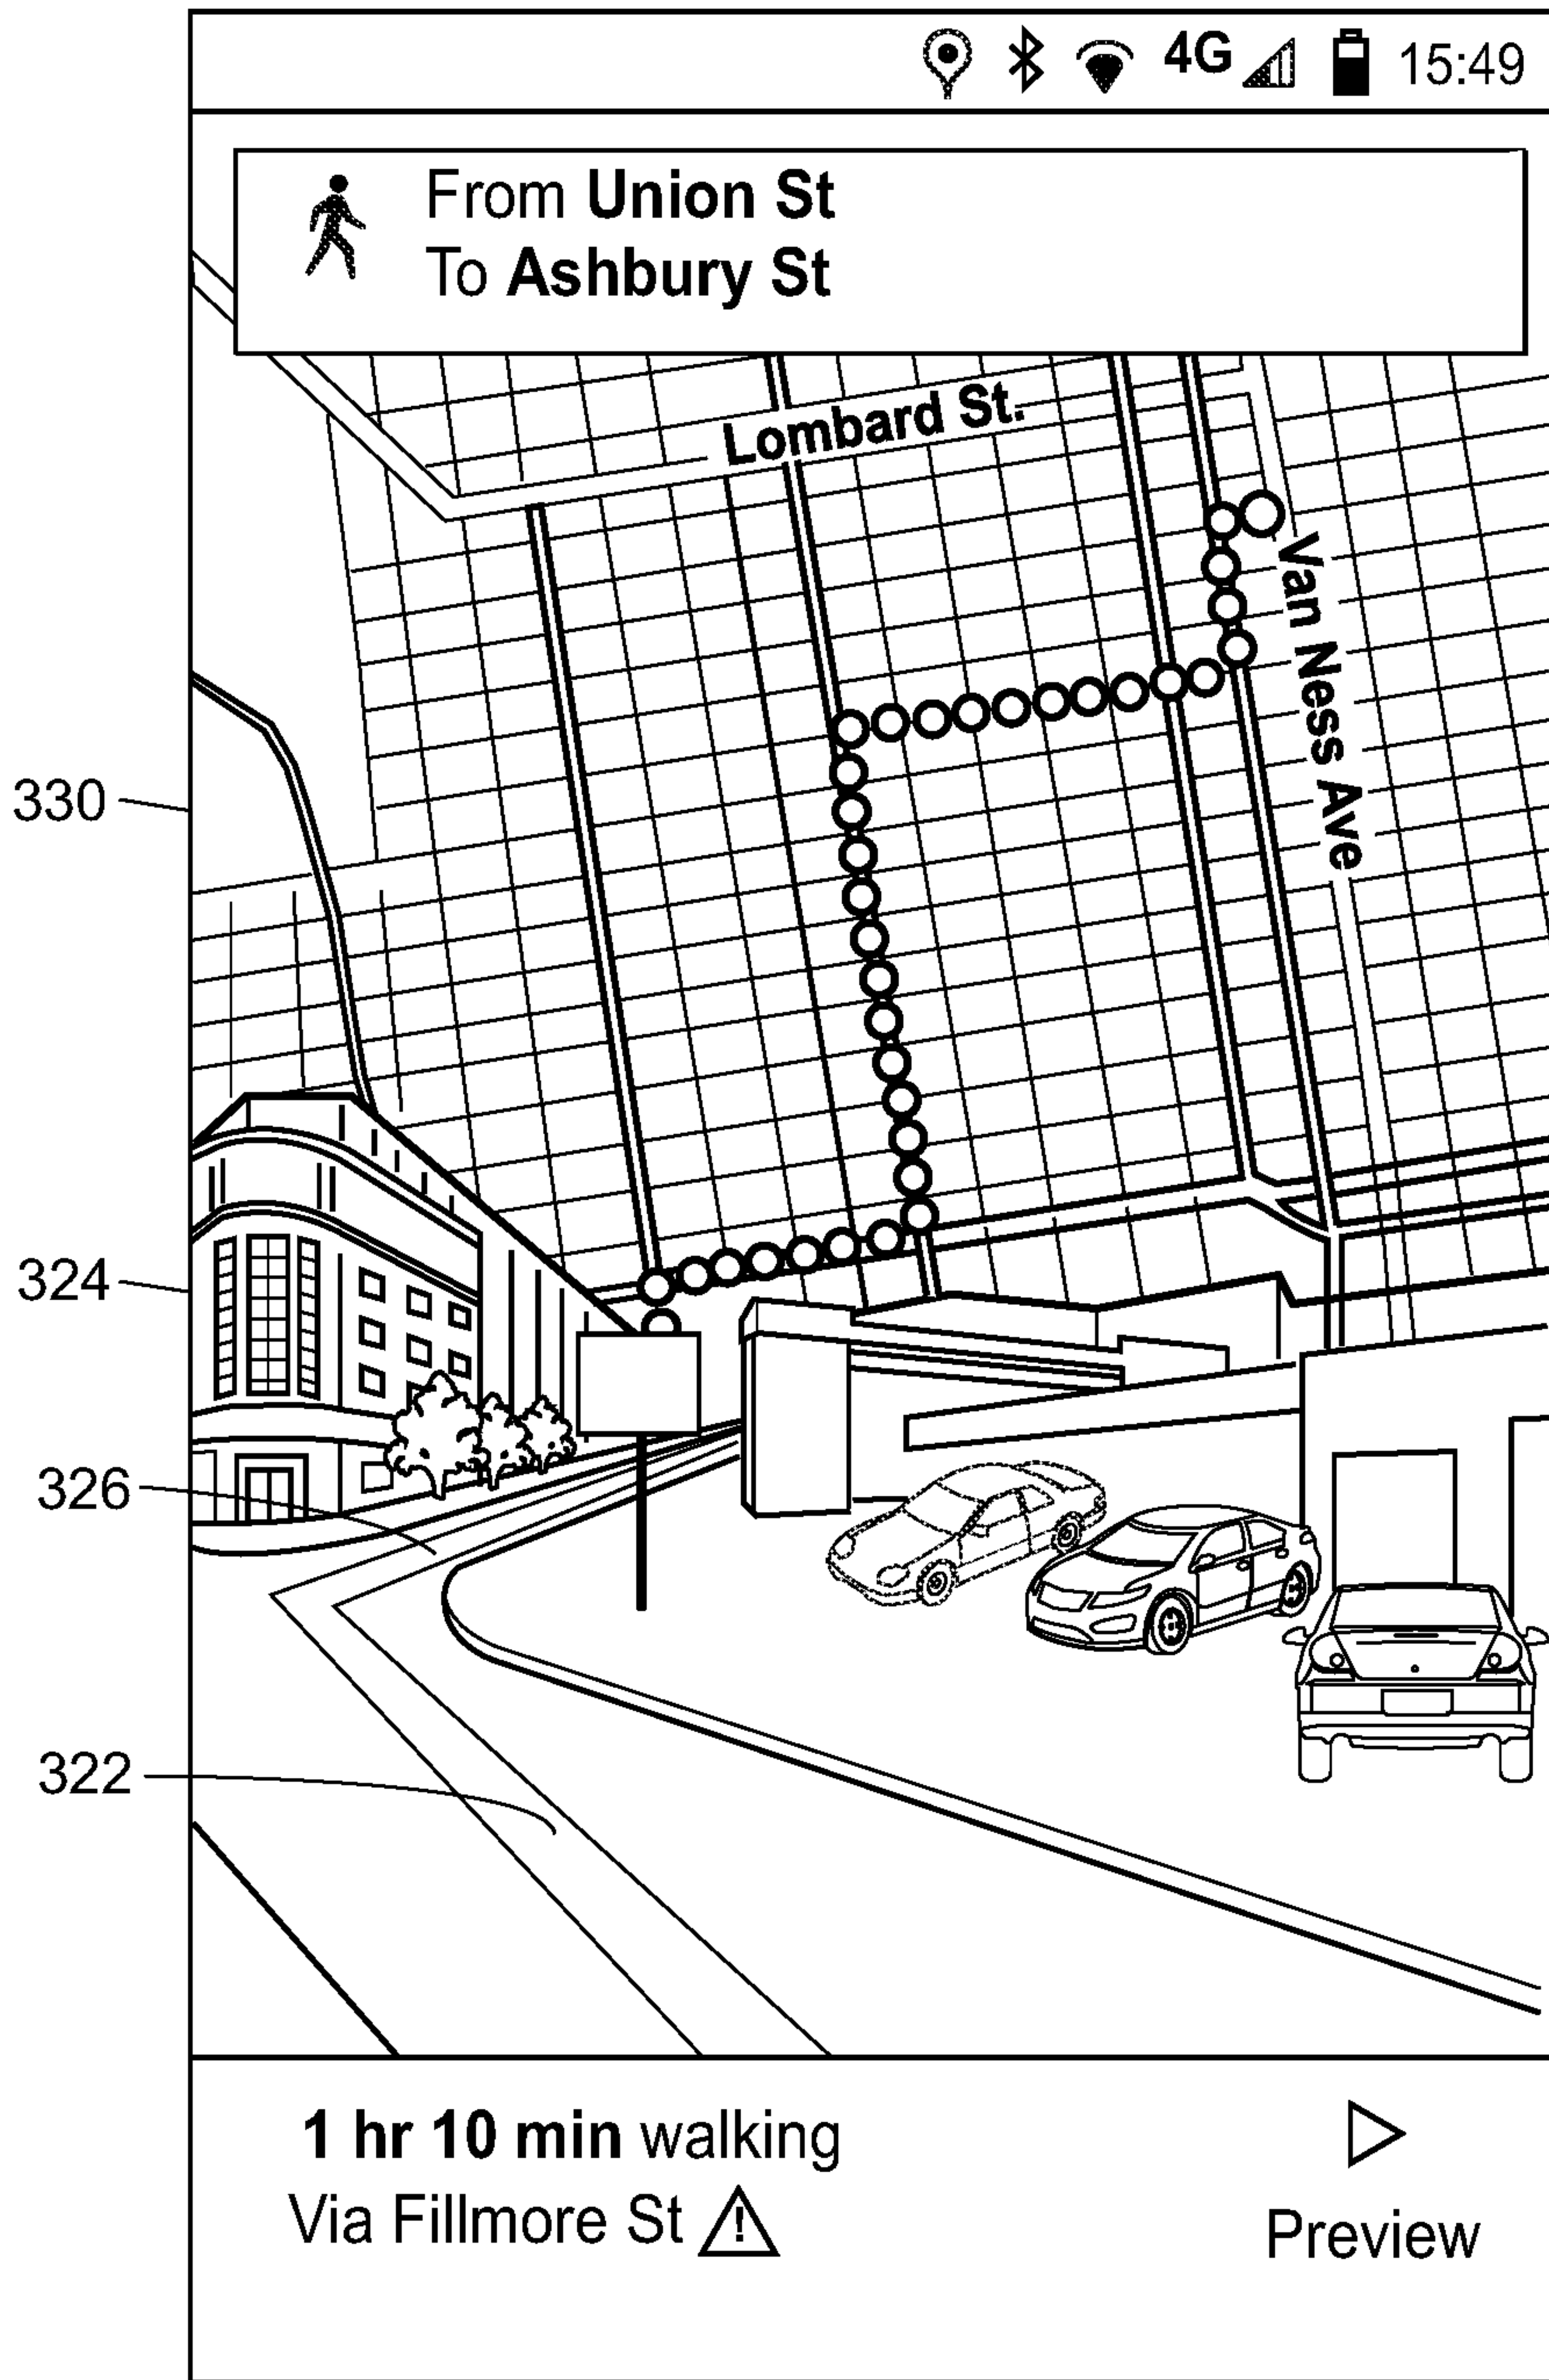 4G 15:49
From Union St
To Ashbury St
Lombard St.
Van Ness Ave
330
324
326
322
1 hr 10 min walking
Via Fillmore St
Preview